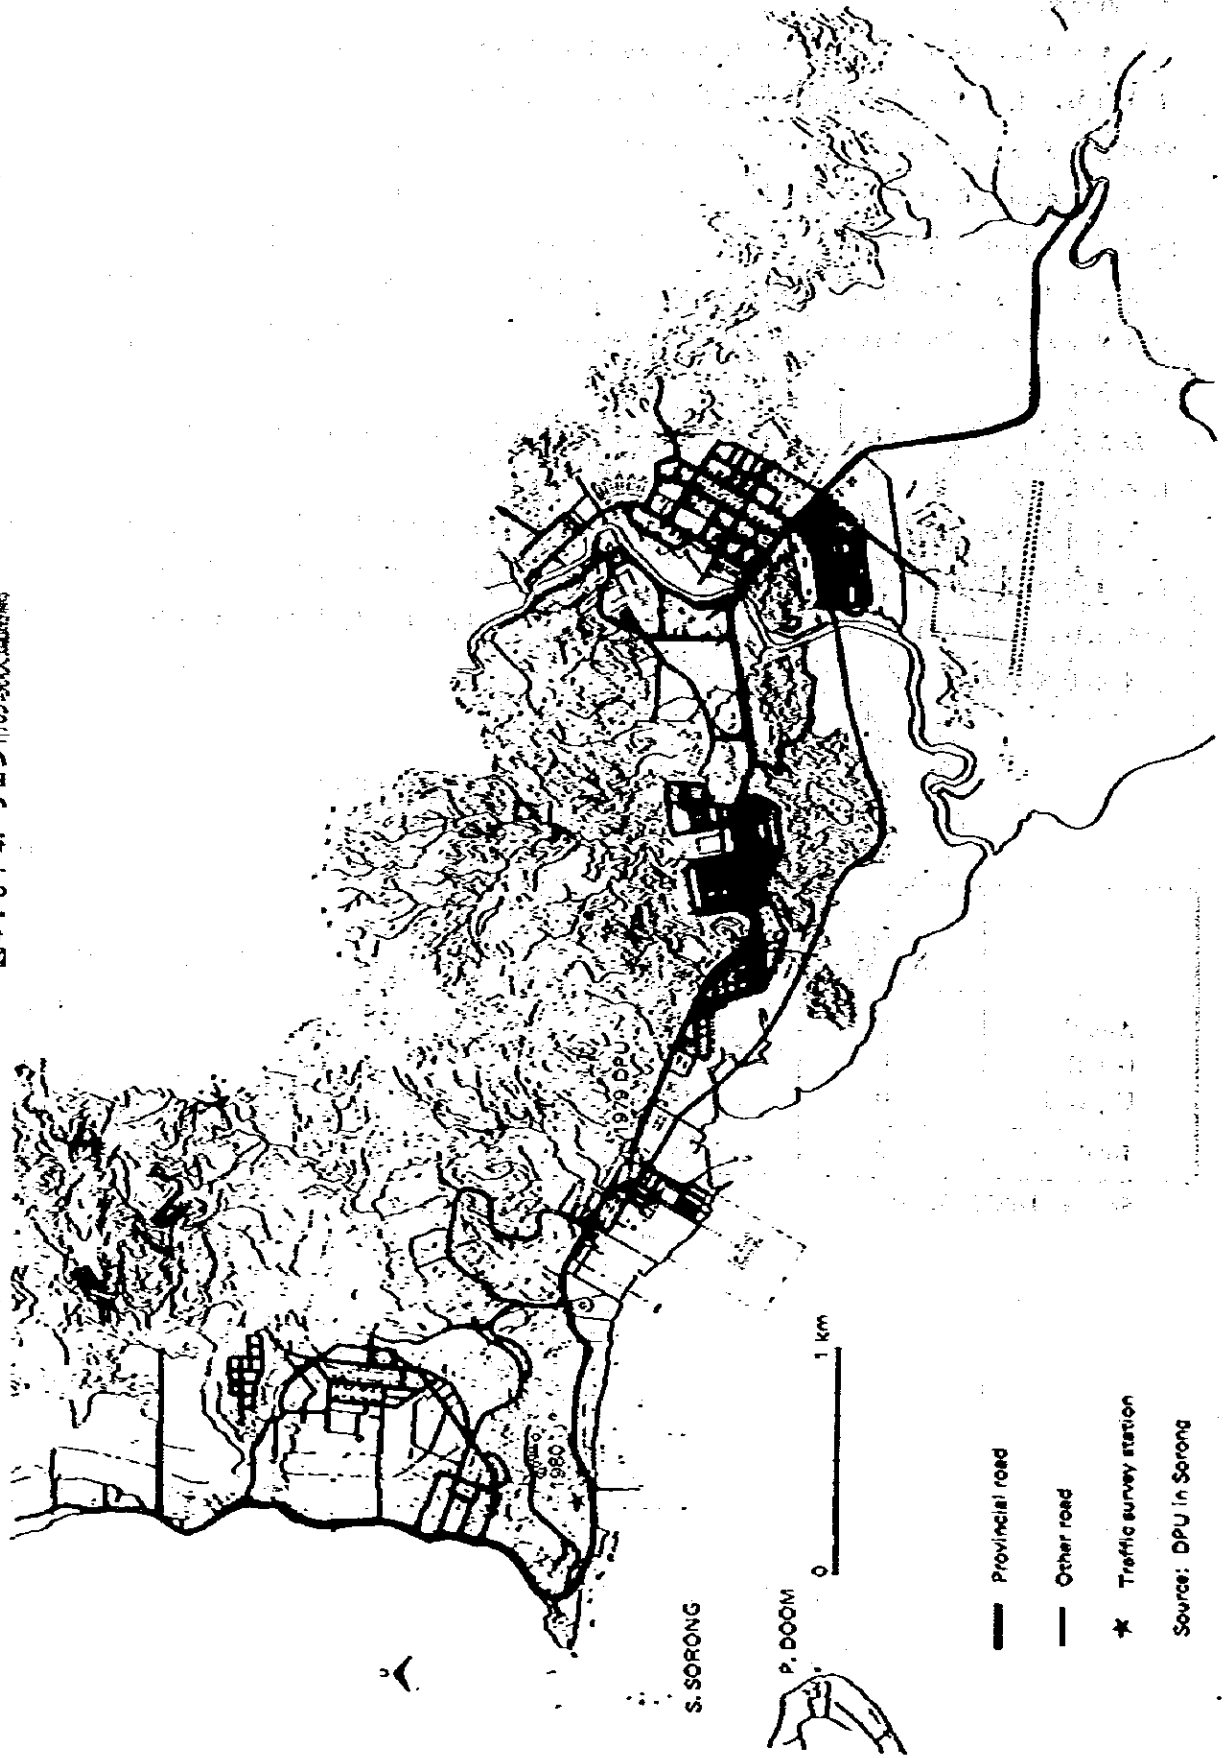 1979 DPU
1980
S. SORONG
P. DOOM
0 1 km
Provincial road
Other road
Traffic survey station
Source: DPU in Sorong